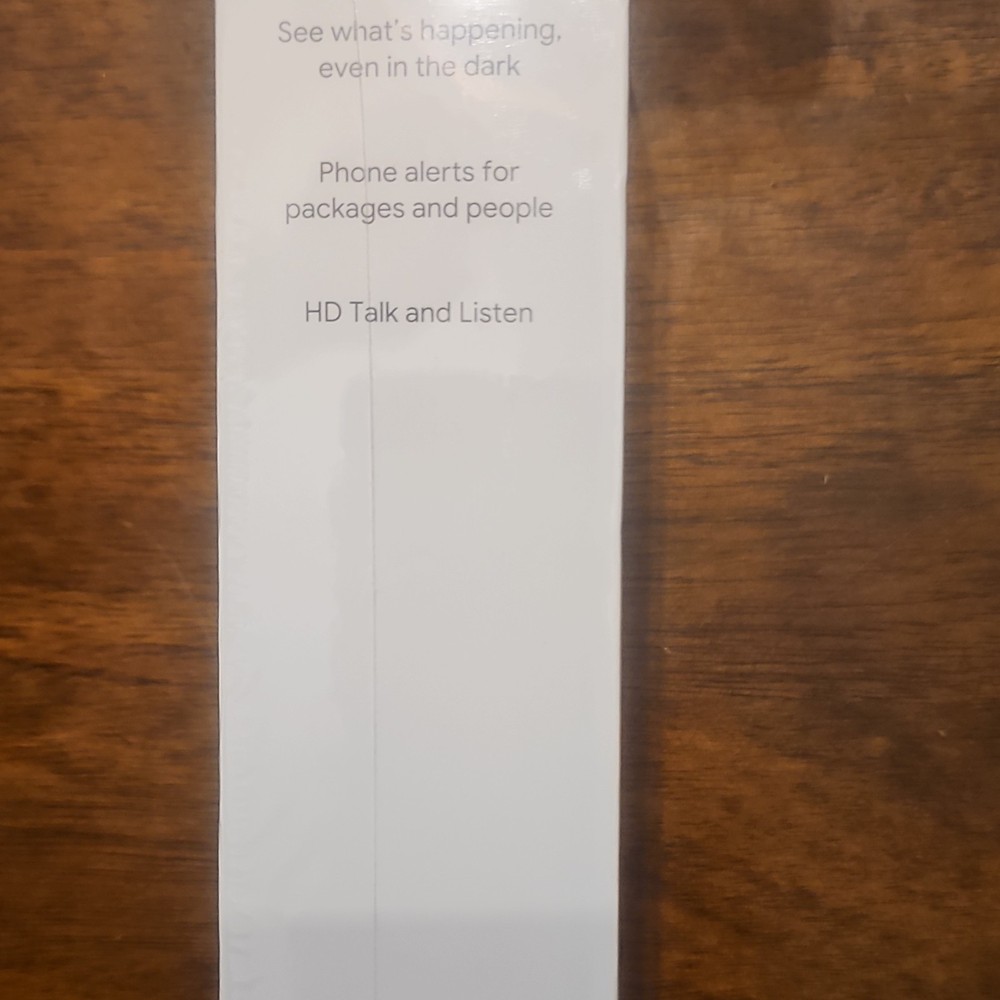 See what's happening,
even in the dark
Phone alerts for
packages and people
HD Talk and Listen